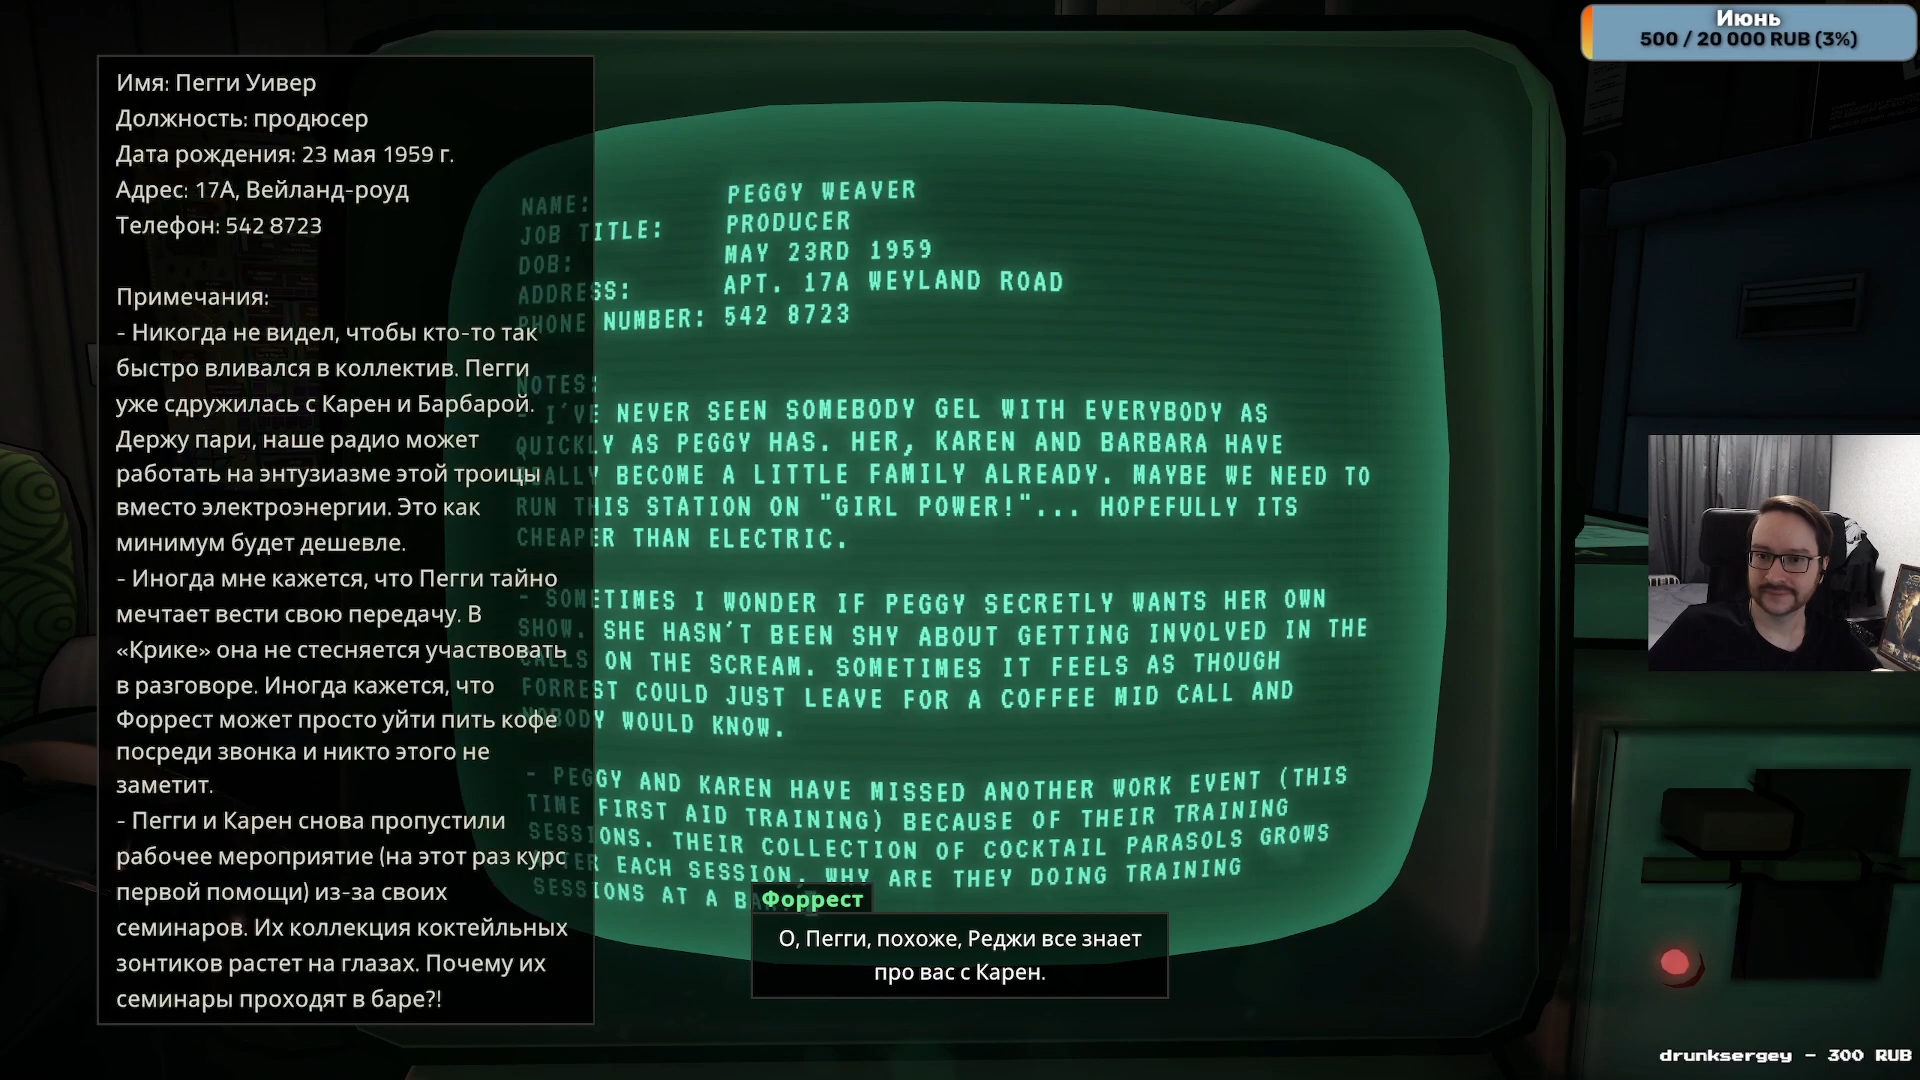 Июнь
500 / 20 000 RUB (3%)
Имя: Пегги Уивер
Должность: продюсер
Дата рождения: 23 мая 1959 г.
Адрес: 17А, Вейланд-роуд
Телефон: 542 8723
Примечания:
- Никогда не видел, чтобы кто-то так
быстро вливался в коллектив. Пегги
уже сдружилась с Карен и Барбарой.
Держу пари, наше радио может
работать на энтузиазме этой троицы
вместо электроэнергии. Это как
минимум будет дешевле.
- Иногда мне кажется, что Пегги тайно
мечтает вести свою передачу. В
«Крике» она не стесняется участвовать
в разговоре. Иногда кажется, что
Форрест может просто уйти пить кофе
посреди звонка и никто этого не
заметит.
- Пегги и Карен снова пропустили
рабочее мероприятие (на этот раз курс
первой помощи) из-за своих
семинаров. Их коллекция коктейльных
зонтиков растет на глазах. Почему их
семинары проходят в баре?!
NAME: PEGGY WEAVER
JOB TITLE: PRODUCER
DOB: MAY 23RD 1959
ADDRESS: APT. 17A WEYLAND ROAD
PHONE NUMBER: 542 8723
NOTES:
- I'VE NEVER SEEN SOMEBODY GEL WITH EVERYBODY AS
QUICKLY AS PEGGY HAS. HER, KAREN AND BARBARA HAVE
BECOME A LITTLE FAMILY ALREADY. MAYBE WE NEED TO
RUN THIS STATION ON "GIRL POWER!"... HOPEFULLY ITS
CHEAPER THAN ELECTRIC.
- SOMETIMES I WONDER IF PEGGY SECRETLY WANTS HER OWN
SHOW. SHE HASN'T BEEN SHY ABOUT GETTING INVOLVED IN THE
CALLS ON THE SCREAM. SOMETIMES IT FEELS AS THOUGH
FORREST COULD JUST LEAVE FOR A COFFEE MID CALL AND
NOBODY WOULD KNOW.
- PEGGY AND KAREN HAVE MISSED ANOTHER WORK EVENT (THIS
TIME FIRST AID TRAINING) BECAUSE OF THEIR TRAINING
SESSIONS. THEIR COLLECTION OF COCKTAIL PARASOLS GROWS
AFTER EACH SESSION. WHY ARE THEY DOING TRAINING
SESSIONS AT A
Форрест
О, Пегги, похоже, Реджи все знает
про вас с Карен.
drunksergey - 300 RUB